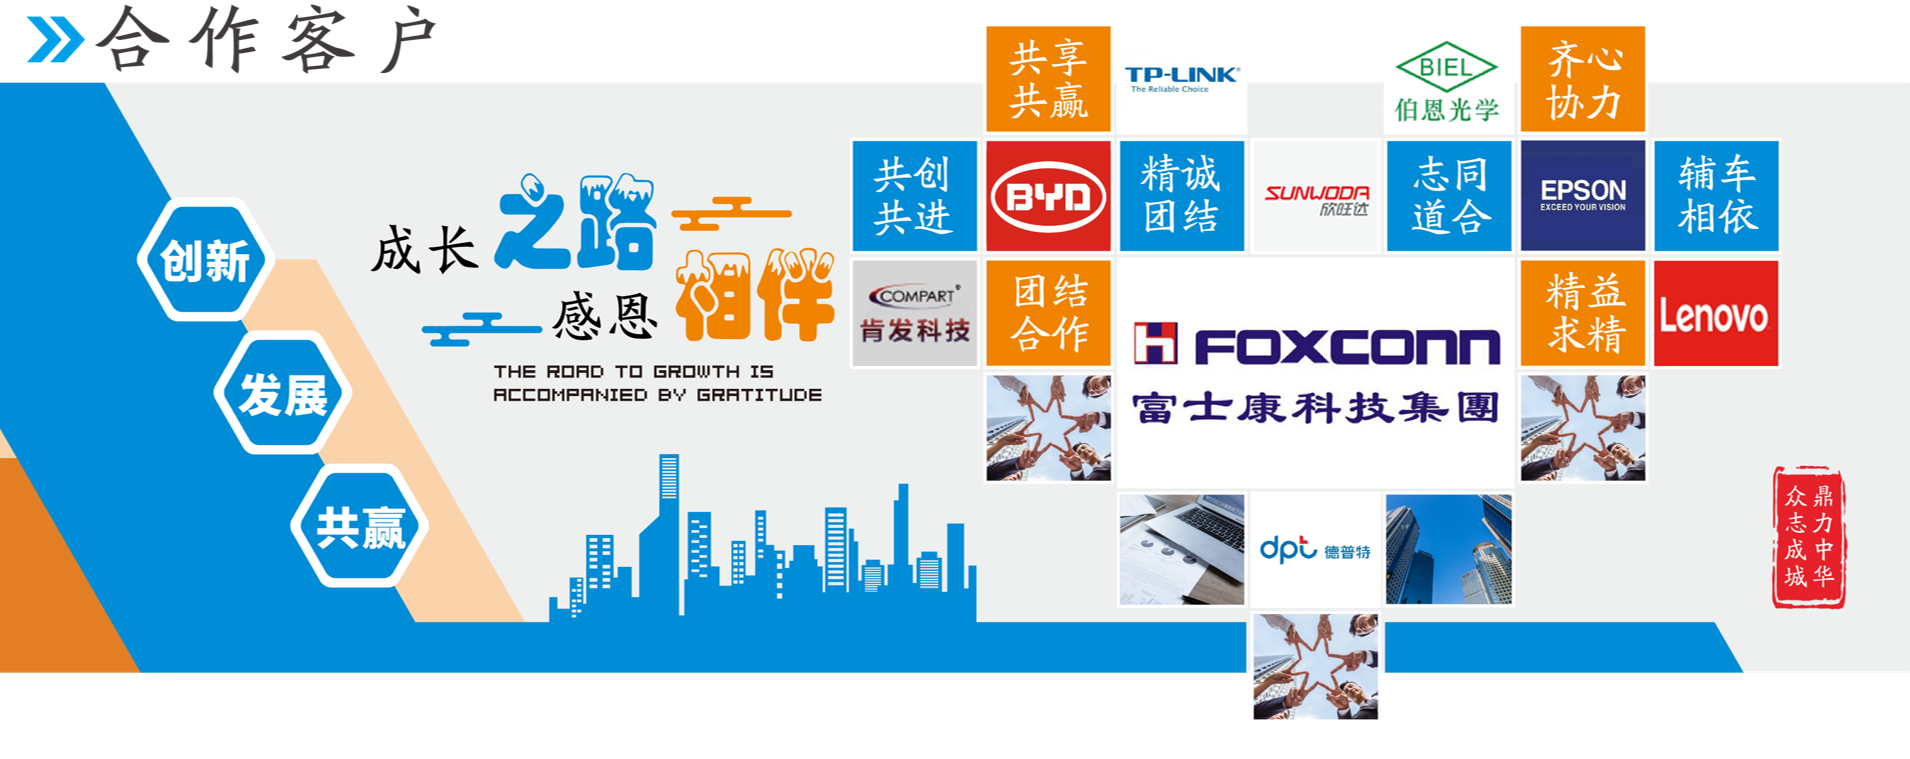 合作客户
创新
发展
共赢
成长之路
感恩相伴
THE ROAD TO GROWTH IS
ACCOMPANIED BY GRATITUDE
共享
共赢
TP-LINK®
The Reliable Choice
BIEL
伯恩光学
齐心
协力
共创
共进
BYD
精诚
团结
SUNWODA
欣旺达
志同
道合
EPSON
EXCEED YOUR VISION
辅车
相依
COMPART®
肯发科技
团结
合作
FOXCONN
富士康科技集團
精益
求精
Lenovo
dpt 德普特
鼎力中华
众志成城